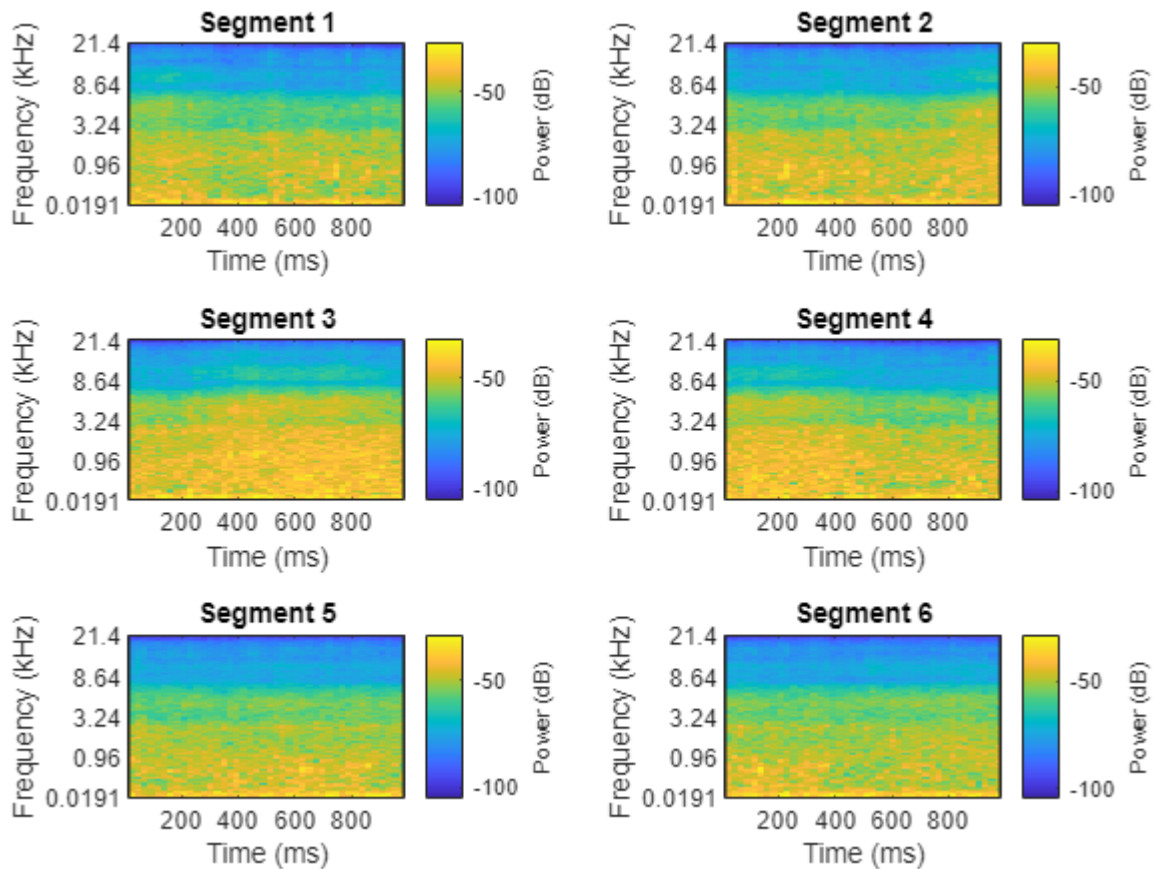 Segment 1
Frequency (kHz)
21.4
8.64
3.24
0.96
0.0191
200 400 600 800
Time (ms)
-50
-100
Power (dB)
Segment 2
Frequency (kHz)
21.4
8.64
3.24
0.96
0.0191
200 400 600 800
Time (ms)
-50
-100
Power (dB)
Segment 3
Frequency (kHz)
21.4
8.64
3.24
0.96
0.0191
200 400 600 800
Time (ms)
-50
-100
Power (dB)
Segment 4
Frequency (kHz)
21.4
8.64
3.24
0.96
0.0191
200 400 600 800
Time (ms)
-50
-100
Power (dB)
Segment 5
Frequency (kHz)
21.4
8.64
3.24
0.96
0.0191
200 400 600 800
Time (ms)
-50
-100
Power (dB)
Segment 6
Frequency (kHz)
21.4
8.64
3.24
0.96
0.0191
200 400 600 800
Time (ms)
-50
-100
Power (dB)